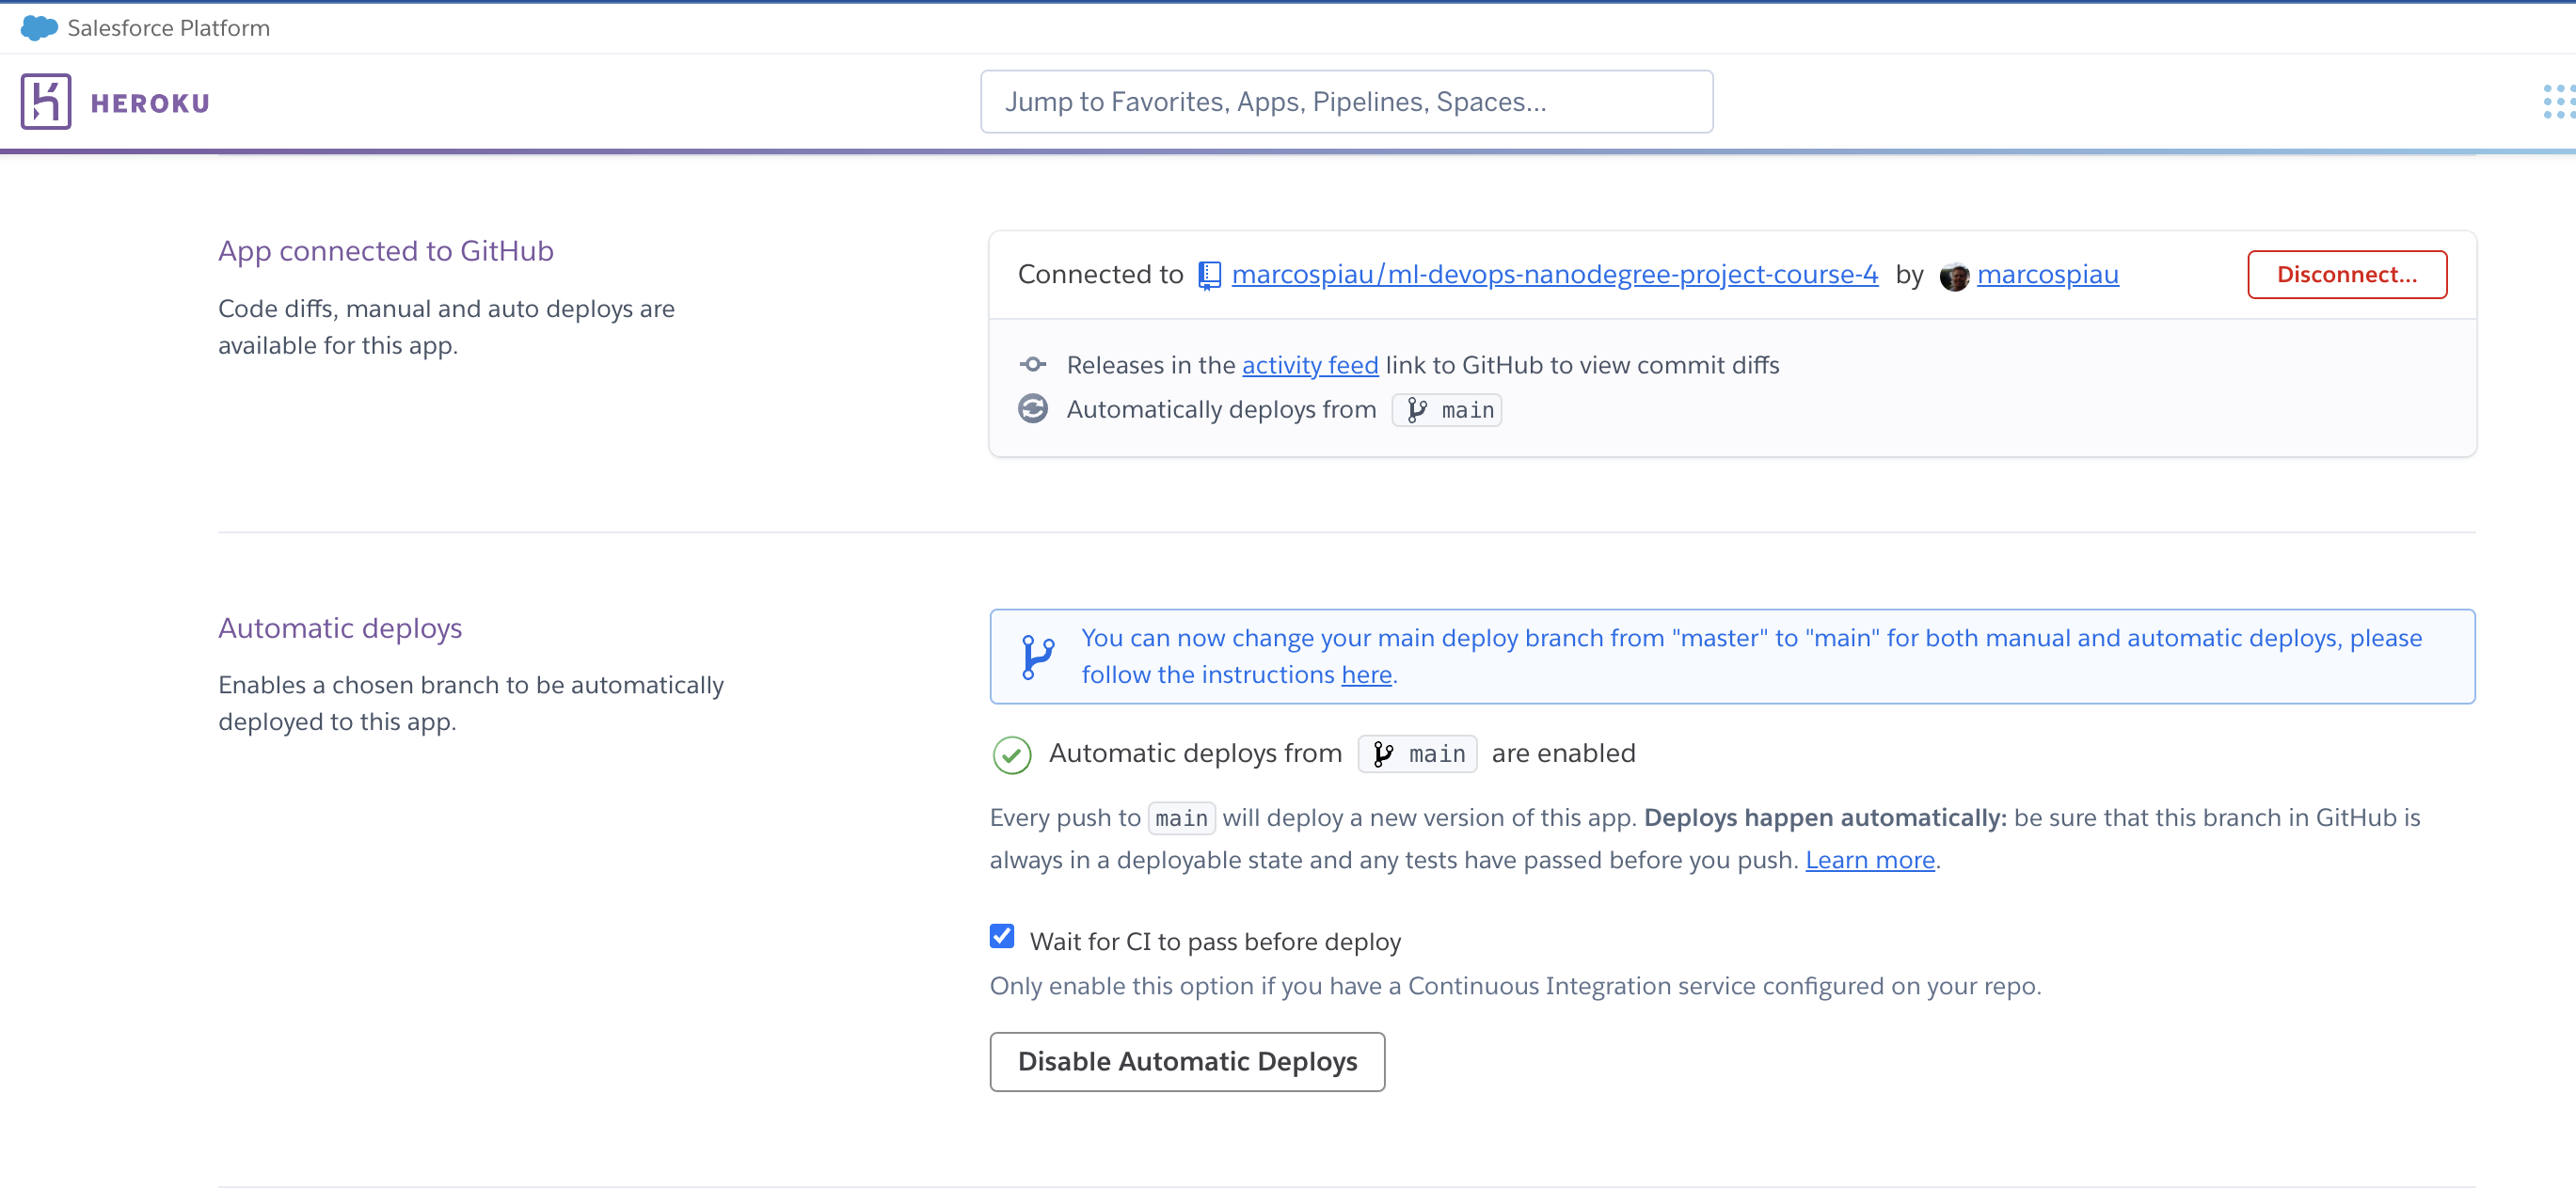 Salesforce Platform
HEROKU
Jump to Favorites, Apps, Pipelines, Spaces...
App connected to GitHub
Code diffs, manual and auto deploys are
available for this app.
Connected to marcospiau/ml-devops-nanodegree-project-course-4 by marcospiau
Disconnect...
Releases in the activity feed link to GitHub to view commit diffs
Automatically deploys from main
Automatic deploys
Enables a chosen branch to be automatically
deployed to this app.
You can now change your main deploy branch from "master" to "main" for both manual and automatic deploys, please
follow the instructions here.
Automatic deploys from main are enabled
Every push to main will deploy a new version of this app. Deploys happen automatically: be sure that this branch in GitHub is
always in a deployable state and any tests have passed before you push. Learn more.
Wait for CI to pass before deploy
Only enable this option if you have a Continuous Integration service configured on your repo.
Disable Automatic Deploys